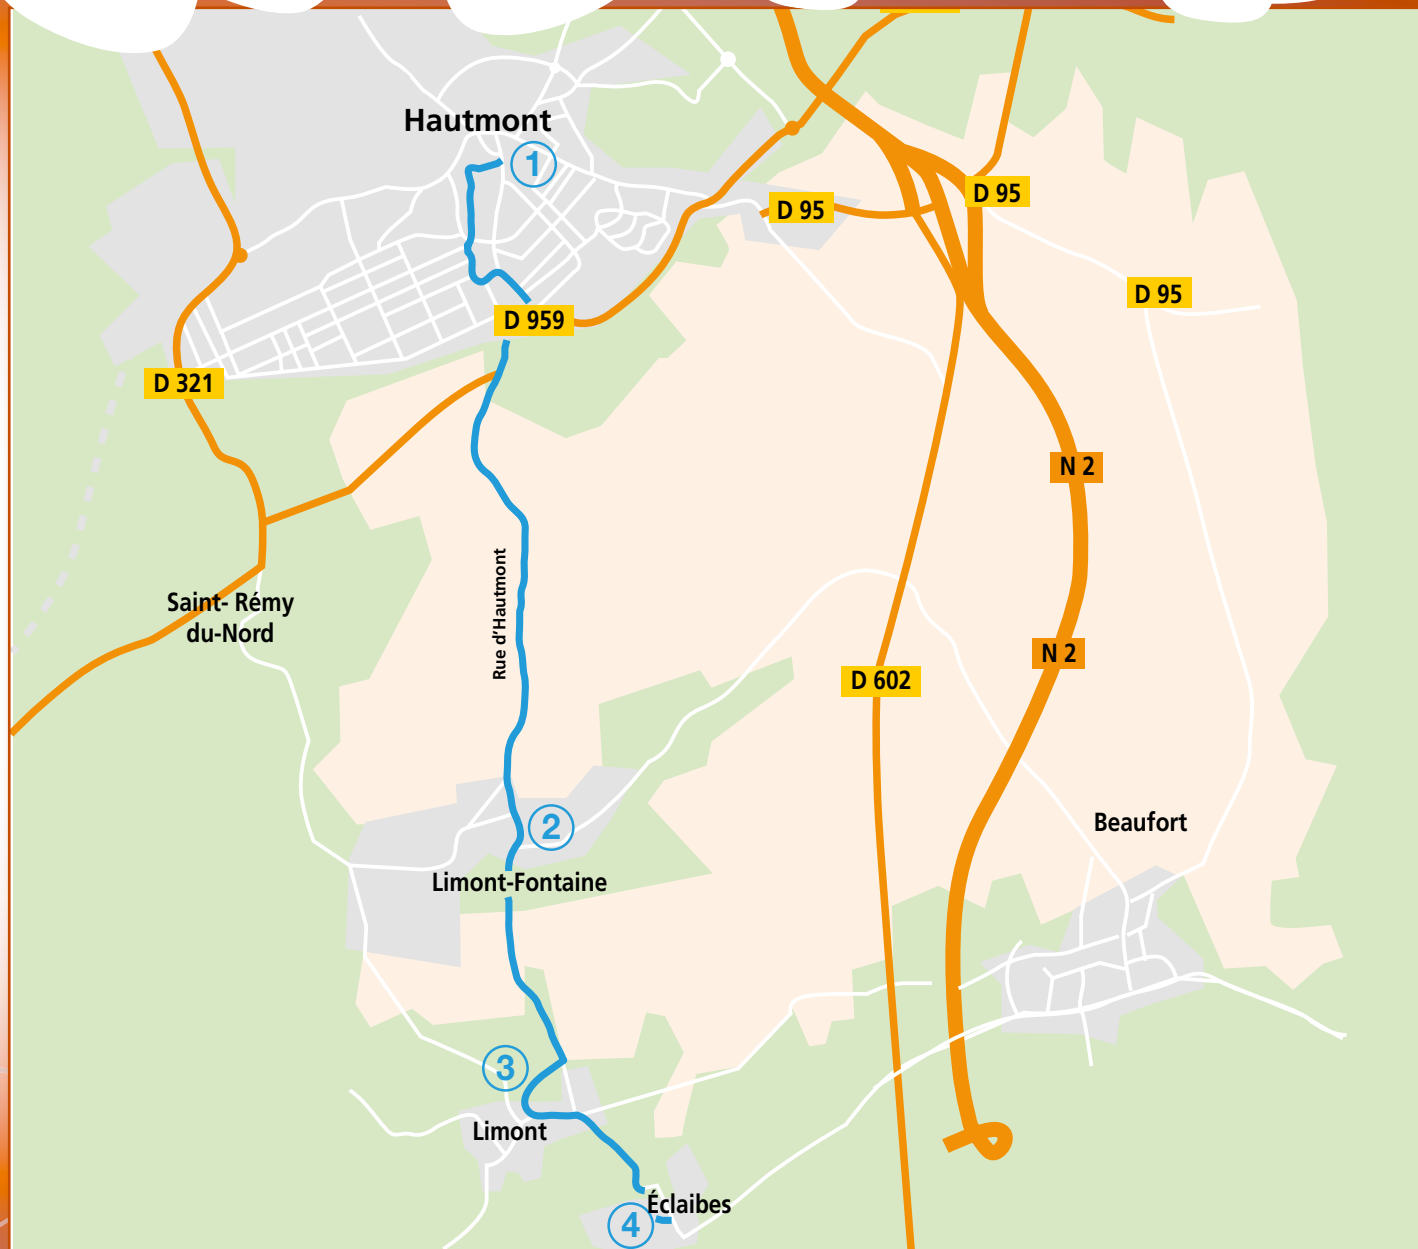 Hautmont
1
D 95
D 95
D 95
D 959
D 321
N 2
Rue d'Hautmont
Saint- Rémy
du-Nord
N 2
D 602
2
Beaufort
Limont-Fontaine
3
Limont
Éclaibes
4